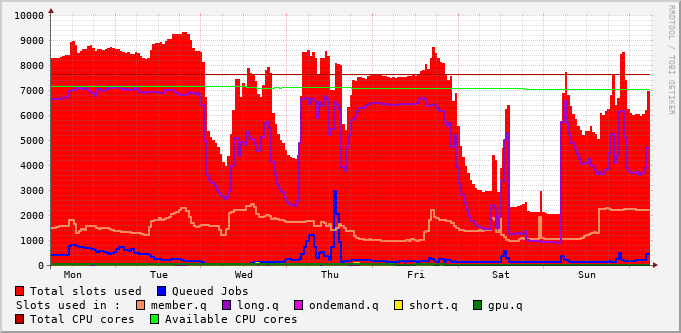 10000
9000
8000
7000
6000
5000
4000
3000
2000
1000
0
Mon Tue Wed Thu Fri Sat Sun
RRDTOOL / TOBI OETIKER
Total slots used Queued Jobs
Slots used in : member.q long.q ondemand.q short.q gpu.q
Total CPU cores Available CPU cores